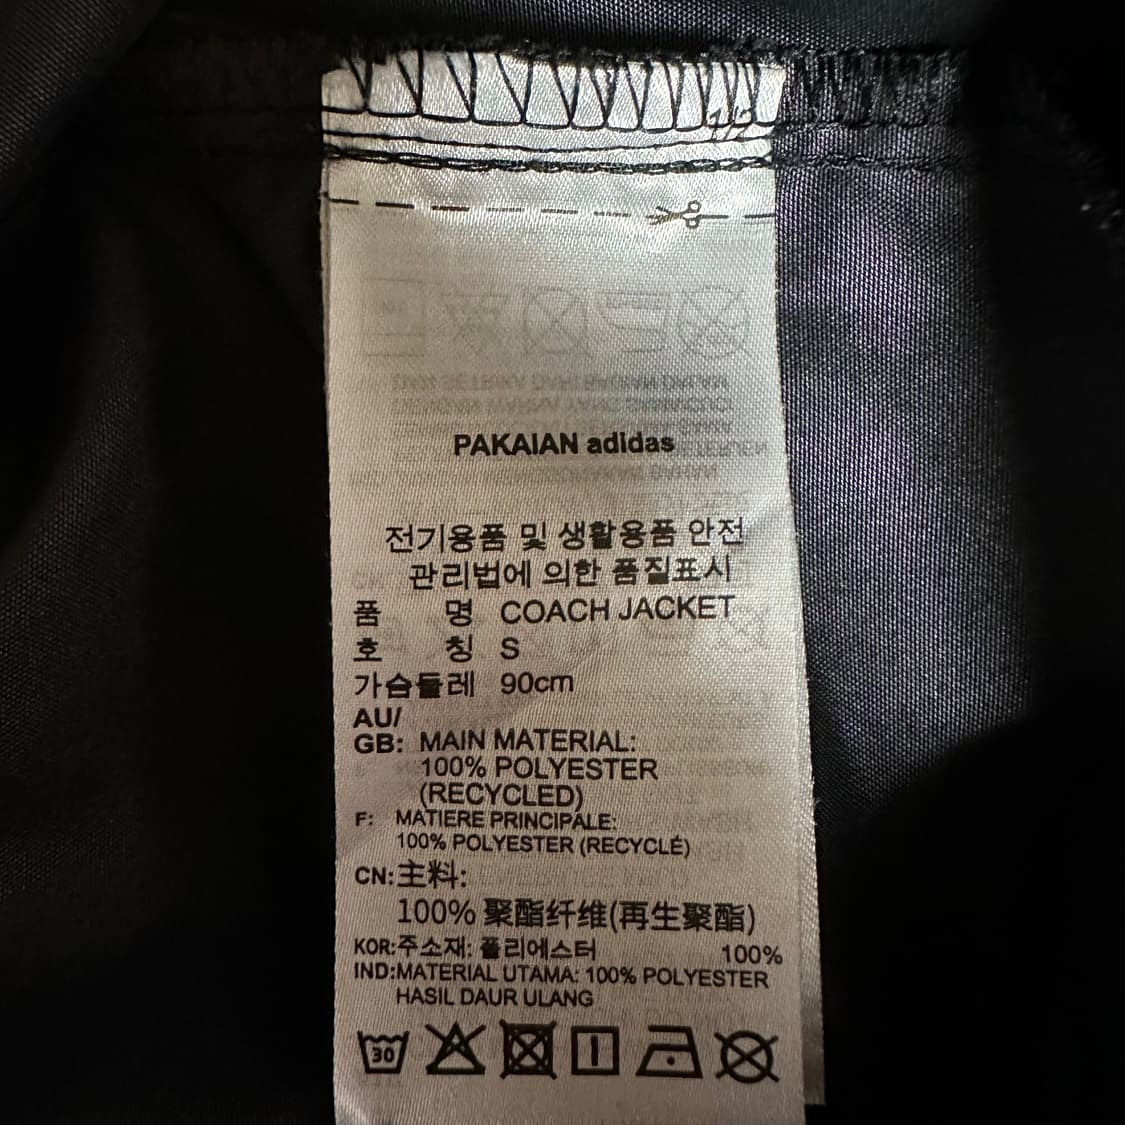 1/2
PAKAIAN adidas
전기용품 및 생활용품 안전
관리법에 의한 품질표시
품 명 COACH JACKET
호 칭 S
가슴둘레 90cm
AU/
GB: MAIN MATERIAL:
100% POLYESTER
(RECYCLED)
F: MATIERE PRINCIPALE:
100% POLYESTER (RECYCLÉ)
CN:主料:
100% 聚酯纤维(再生聚酯)
KOR:주소재: 폴리에스터 100%
IND:MATERIAL UTAMA: 100% POLYESTER
HASIL DAUR ULANG
30